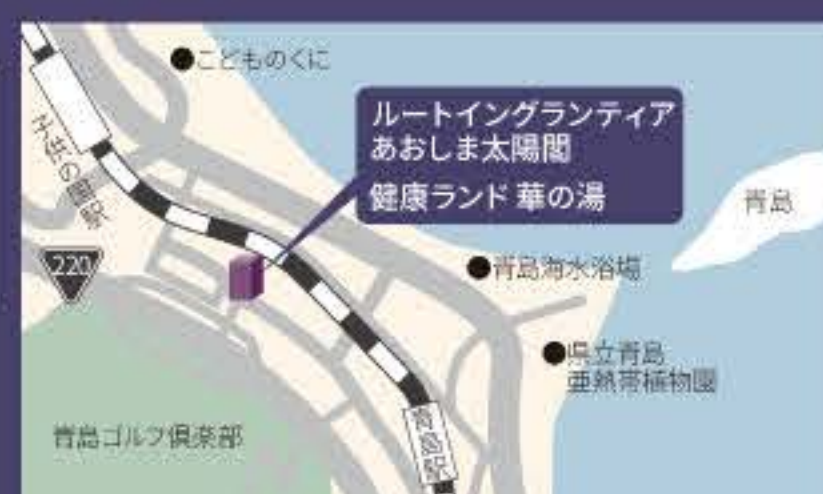 こどものくに
ルートイングランティア
あおしま太陽閣
健康ランド 華の湯
子供の国駅
青島
220
青島海水浴場
県立青島
亜熱帯植物園
青島ゴルフ倶楽部
青島駅